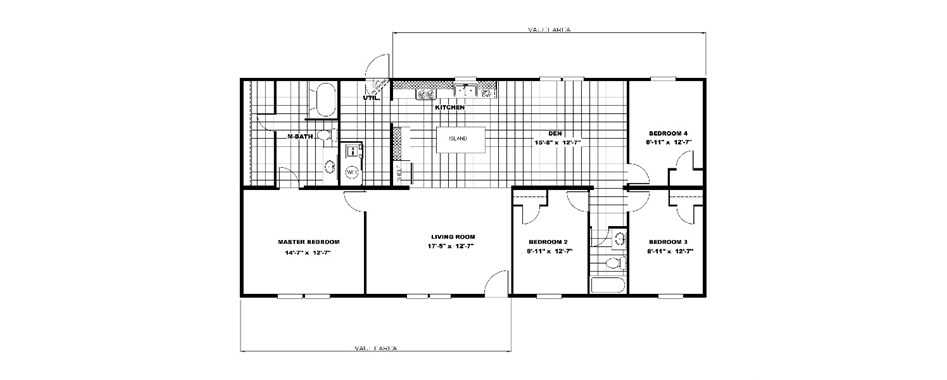 VAULT AREA
UTIL.
KITCHEN
M-BATH
ISLAND
DEN
15'-8" x 12'-7"
BEDROOM 4
8'-11" x 12'-7"
MASTER BEDROOM
14'-7" x 12'-7"
LIVING ROOM
17'-5" x 12'-7"
BEDROOM 2
8'-11" x 12'-7"
BEDROOM 3
8'-11" x 12'-7"
VAULT AREA